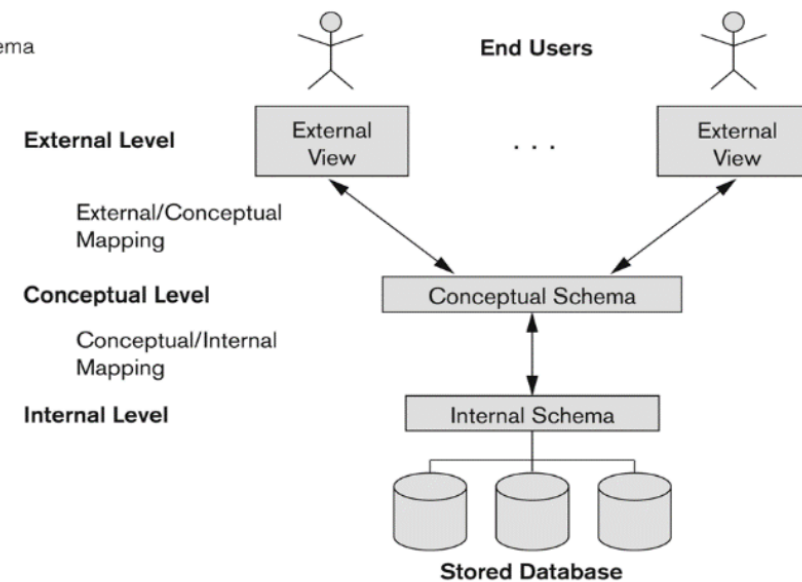 End Users
External Level
External
View
. . .
External
View
External/Conceptual
Mapping
Conceptual Level
Conceptual Schema
Conceptual/Internal
Mapping
Internal Level
Internal Schema
Stored Database